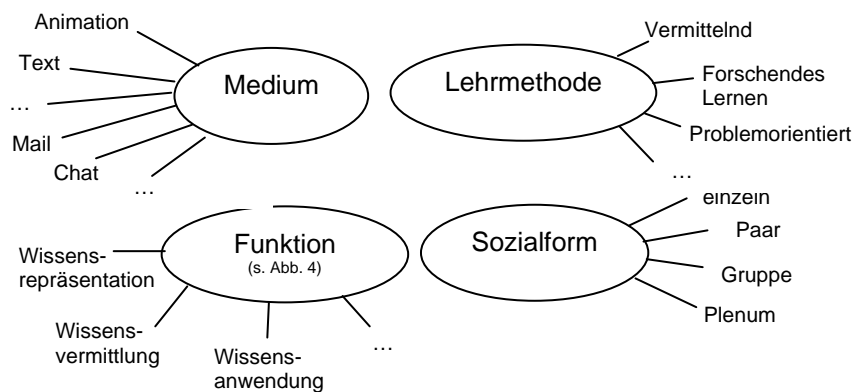 Animation
Text
…
Mail
Chat
…
Medium
Vermittelnd
Lehrmethode
Forschendes
Lernen
Problemorientiert
…
Funktion
(s. Abb. 4)
Wissens-
repräsentation
Wissens-
vermittlung
Wissens-
anwendung
…
Sozialform
einzeln
Paar
Gruppe
Plenum